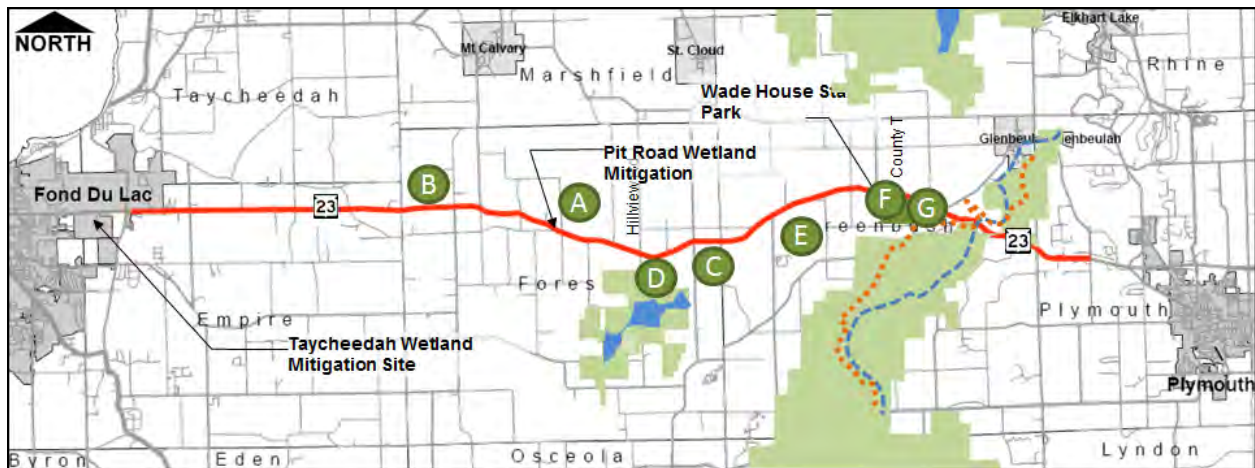 NORTH
Mt Calvary
St. Cloud
Elkhart Lake
Marshfield
Rhine
Taycheedah
Wade House Sta
Park
County T
Glenbeul
enbeulah
Pit Road Wetland
Mitigation
Fond Du Lac
B
A
Hillview
F
G
23
E
reenbush
23
D
C
Fores
Empire
Plymouth
Taycheedah Wetland
Mitigation Site
Plymouth
Byron
Eden
Osceola
Lyndon